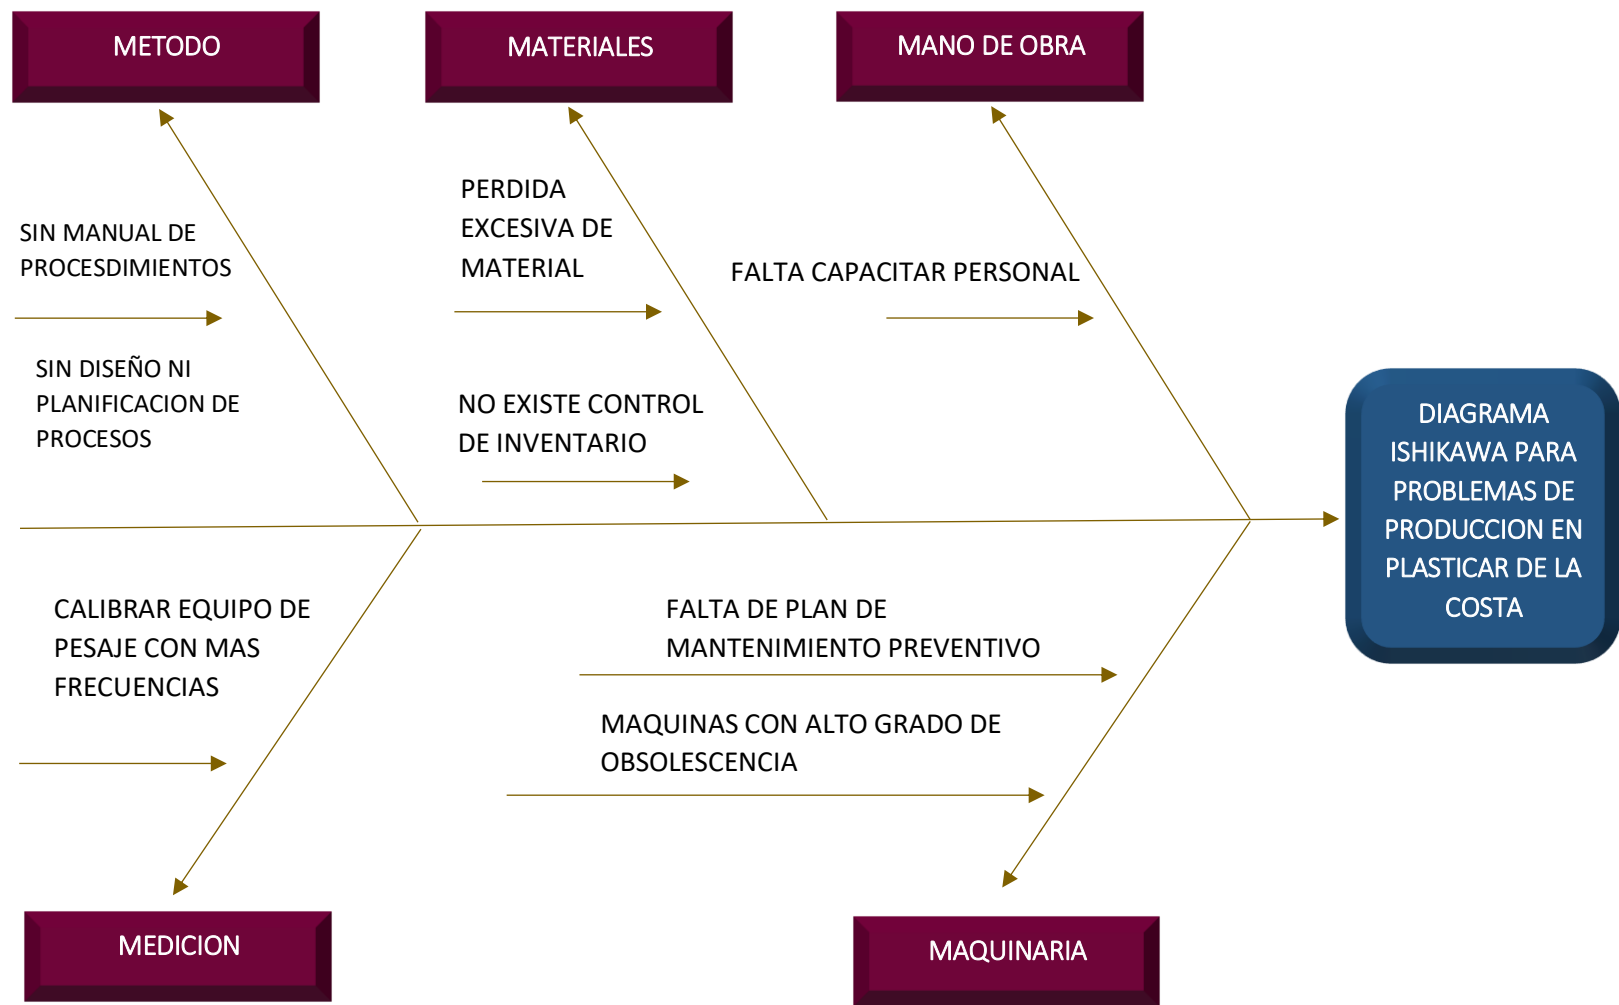 METODO
MATERIALES
MANO DE OBRA
SIN MANUAL DE
PROCESDIMIENTOS
SIN DISEÑO NI
PLANIFICACION DE
PROCESOS
PERDIDA
EXCESIVA DE
MATERIAL
NO EXISTE CONTROL
DE INVENTARIO
FALTA CAPACITAR PERSONAL
DIAGRAMA
ISHIKAWA PARA
PROBLEMAS DE
PRODUCCION EN
PLASTICAR DE LA
COSTA
CALIBRAR EQUIPO DE
PESAJE CON MAS
FRECUENCIAS
FALTA DE PLAN DE
MANTENIMIENTO PREVENTIVO
MAQUINAS CON ALTO GRADO DE
OBSOLESCENCIA
MEDICION
MAQUINARIA